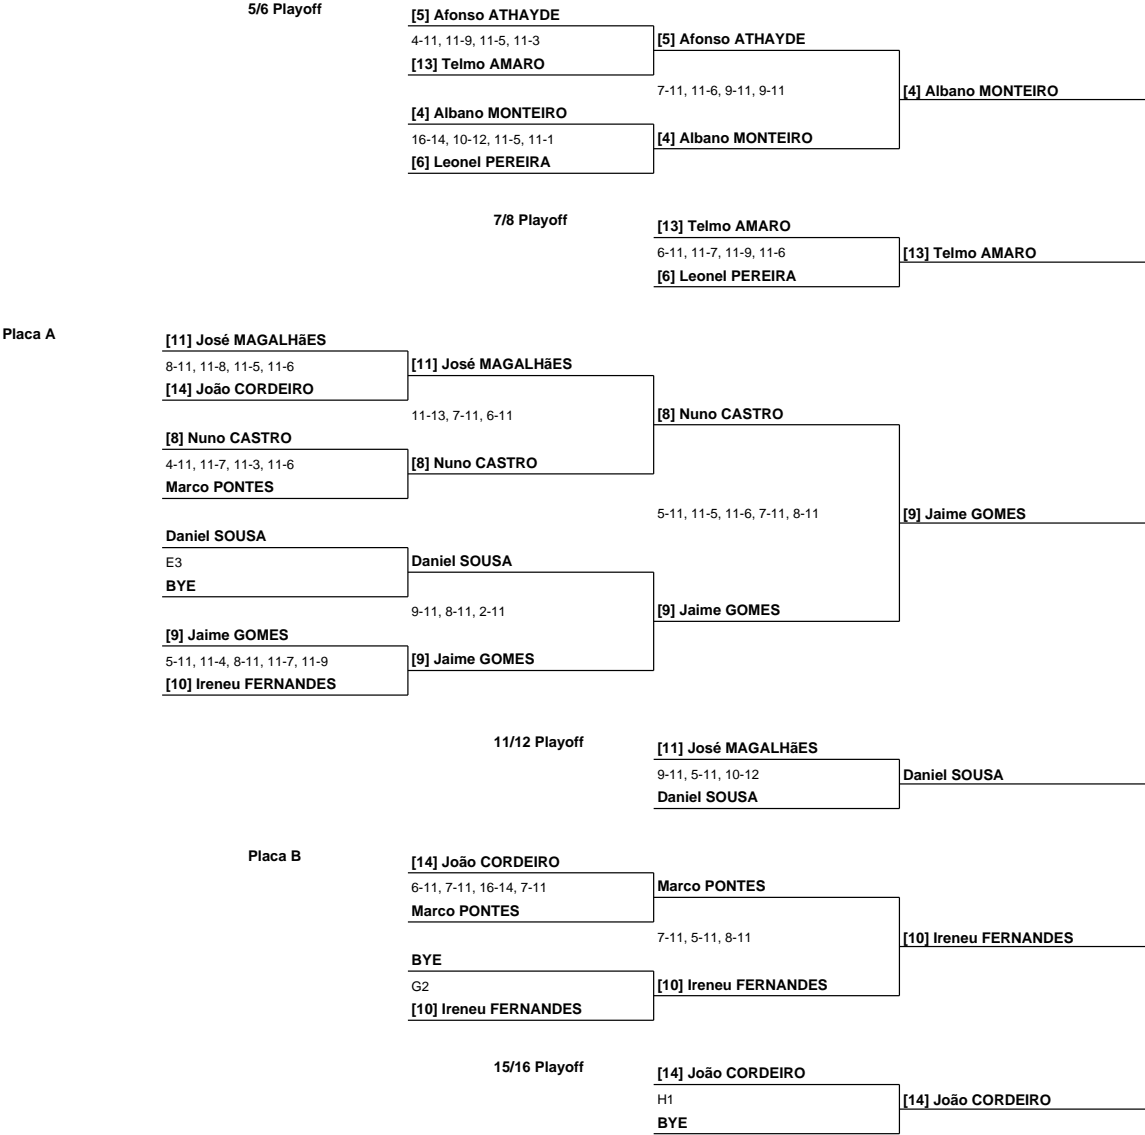 5/6 Playoff
[5] Afonso ATHAYDE
4-11, 11-9, 11-5, 11-3
[13] Telmo AMARO
[5] Afonso ATHAYDE
7-11, 11-6, 9-11, 9-11
[4] Albano MONTEIRO
[4] Albano MONTEIRO
16-14, 10-12, 11-5, 11-1
[6] Leonel PEREIRA
[4] Albano MONTEIRO
7/8 Playoff
[13] Telmo AMARO
6-11, 11-7, 11-9, 11-6
[6] Leonel PEREIRA
[13] Telmo AMARO
Placa A
[11] José MAGALHãES
8-11, 11-8, 11-5, 11-6
[14] João CORDEIRO
[11] José MAGALHãES
11-13, 7-11, 6-11
[8] Nuno CASTRO
[8] Nuno CASTRO
4-11, 11-7, 11-3, 11-6
Marco PONTES
[8] Nuno CASTRO
5-11, 11-5, 11-6, 7-11, 8-11
[9] Jaime GOMES
Daniel SOUSA
E3
BYE
Daniel SOUSA
9-11, 8-11, 2-11
[9] Jaime GOMES
[9] Jaime GOMES
5-11, 11-4, 8-11, 11-7, 11-9
[10] Ireneu FERNANDES
[9] Jaime GOMES
11/12 Playoff
[11] José MAGALHãES
9-11, 5-11, 10-12
Daniel SOUSA
Daniel SOUSA
Placa B
[14] João CORDEIRO
6-11, 7-11, 16-14, 7-11
Marco PONTES
Marco PONTES
7-11, 5-11, 8-11
[10] Ireneu FERNANDES
BYE
G2
[10] Ireneu FERNANDES
[10] Ireneu FERNANDES
15/16 Playoff
[14] João CORDEIRO
H1
BYE
[14] João CORDEIRO